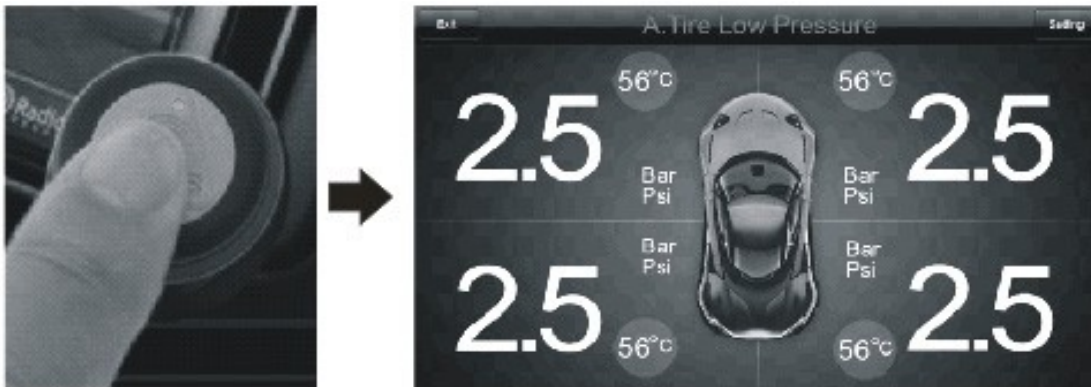 Radio
Exit A.Tire Low Pressure Setting
56°C 56°C
2.5 2.5
Bar Bar
Psi Psi
Bar Bar
Psi Psi
2.5 2.5
56°C 56°C